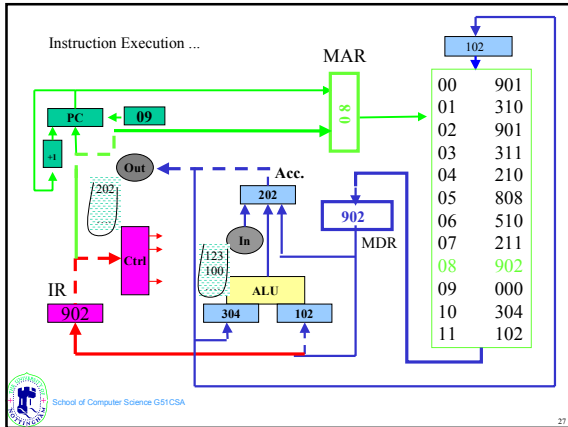 Instruction Execution ...
MAR
102
08
PC
09
+1
Out
202
Acc.
202
902
MDR
In
123
100
Ctrl
ALU
IR
902
304
102
00 901
01 310
02 901
03 311
04 210
05 808
06 510
07 211
08 902
09 000
10 304
11 102
NOTTINGHAM
School of Computer Science G51CSA
27